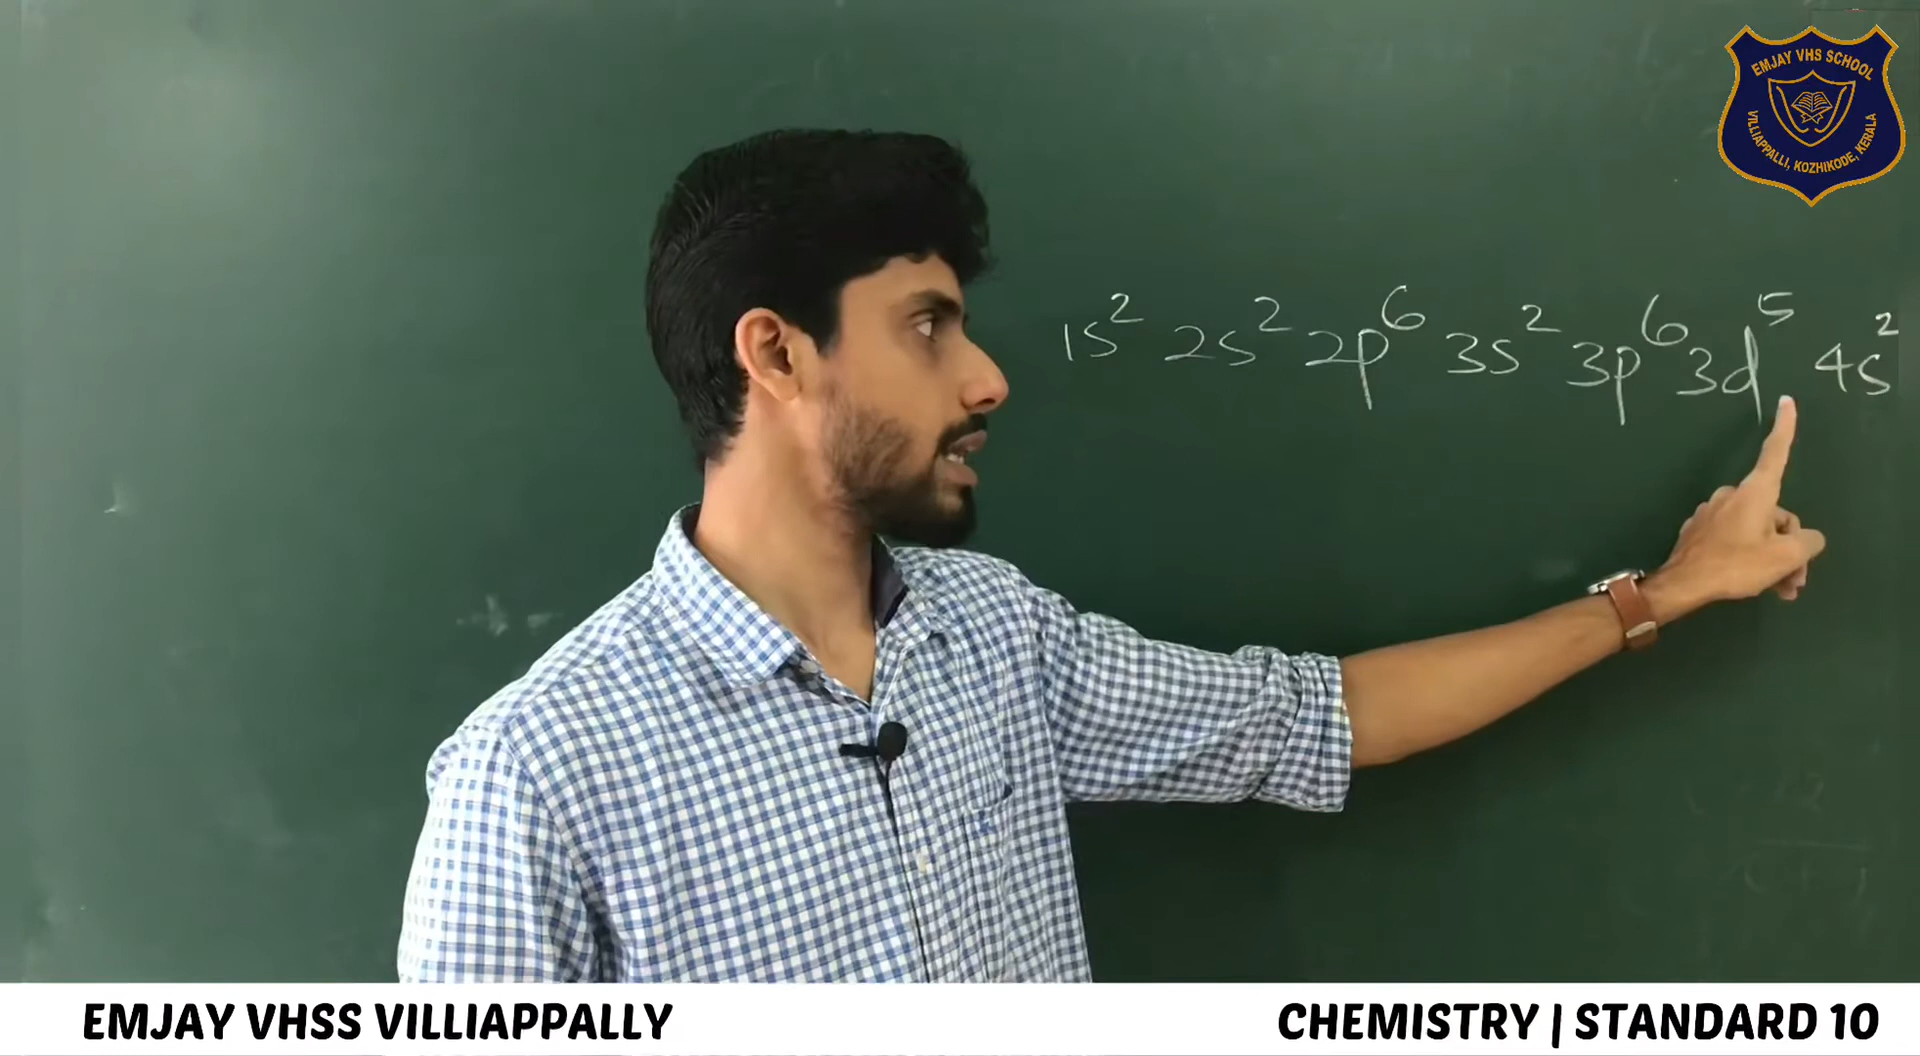 EMJAY VHS SCHOOL
VILLIAPPALLI, KOZHIKODE, KERALA
1s² 2s² 2p⁶ 3s² 3p⁶ 3d⁵ 4s²
EMJAY VHSS VILLIAPPALLY
CHEMISTRY | STANDARD 10